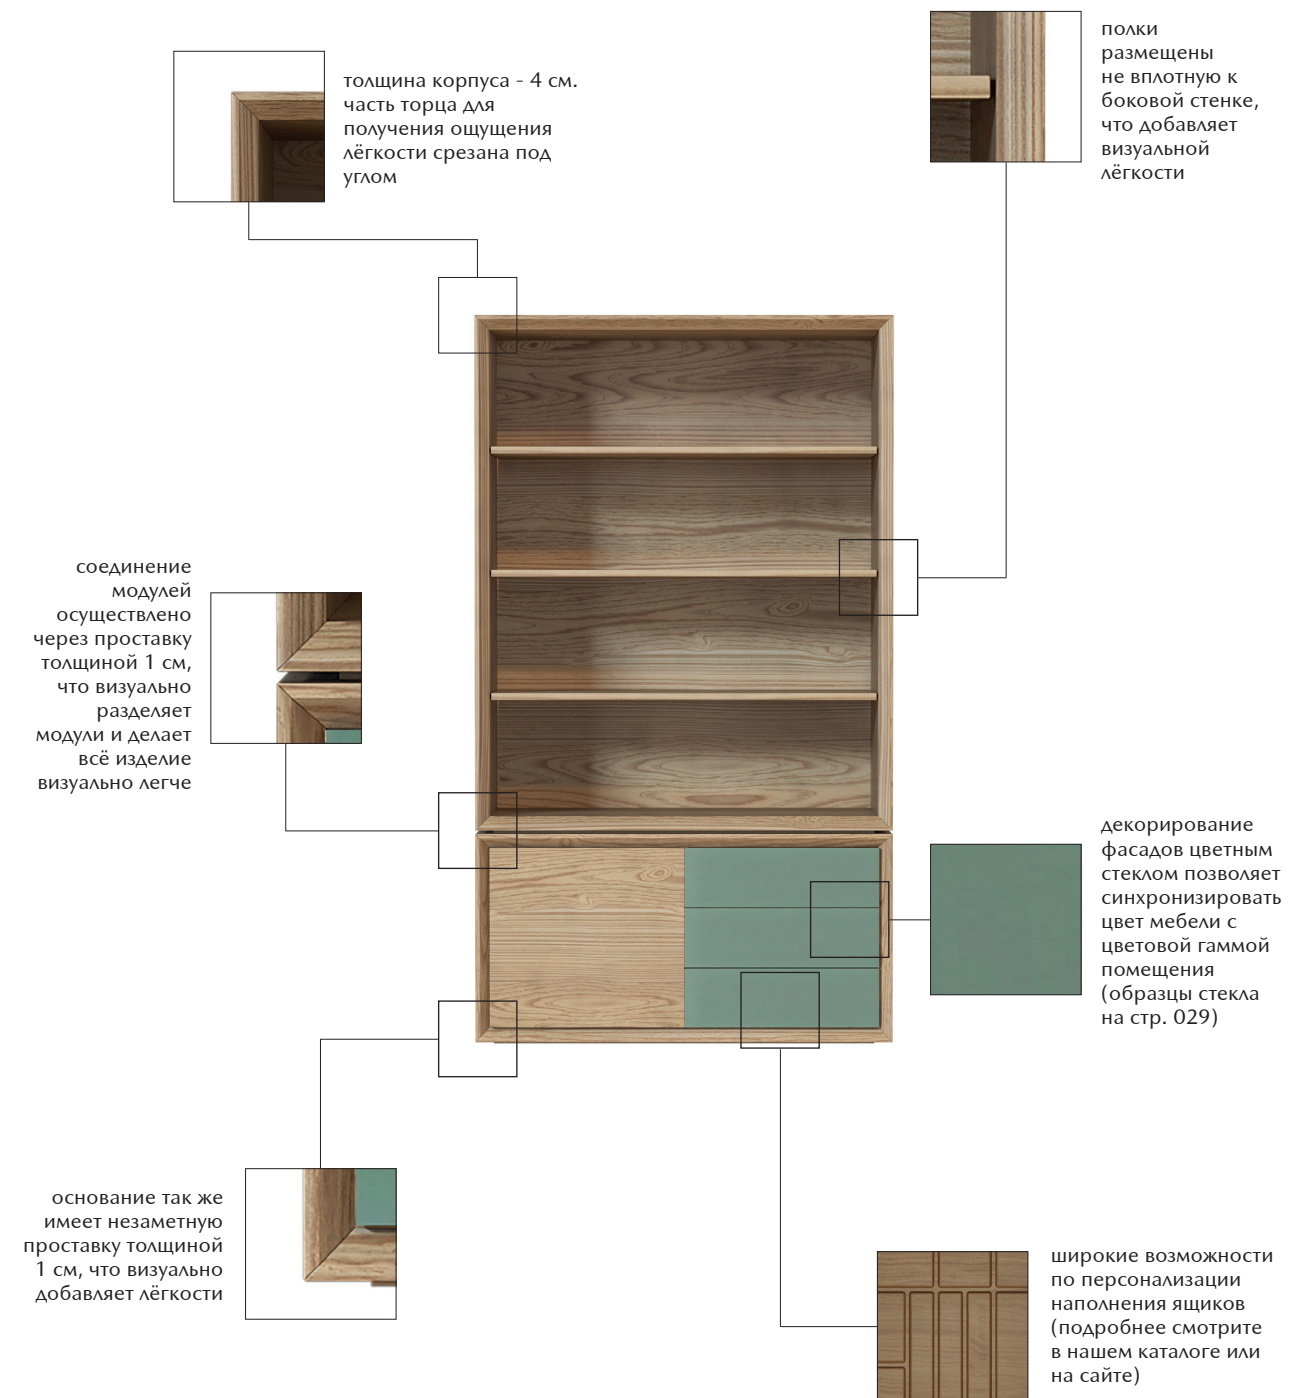 толщина корпуса - 4 см.
часть торца для
получения ощущения
лёгкости срезана под
углом
полки
размещены
не вплотную к
боковой стенке,
что добавляет
визуальной
лёгкости
соединение
модулей
осуществлено
через проставку
толщиной 1 см,
что визуально
разделяет
модули и делает
всё изделие
визуально легче
декорирование
фасадов цветным
стеклом позволяет
синхронизировать
цвет мебели с
цветовой гаммой
помещения
(образцы стекла
на стр. 029)
основание так же
имеет незаметную
проставку толщиной
1 см, что визуально
добавляет лёгкости
широкие возможности
по персонализации
наполнения ящиков
(подробнее смотрите
в нашем каталоге или
на сайте)